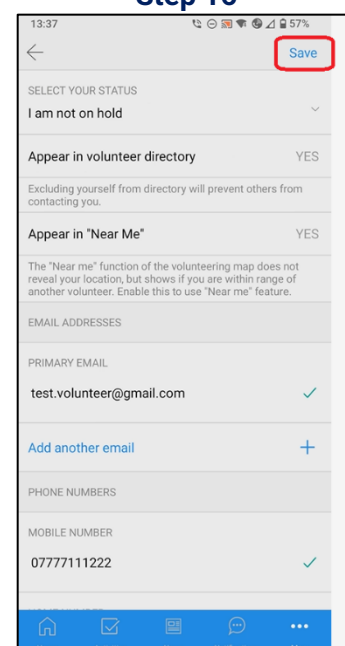 13:37
57%
Save
SELECT YOUR STATUS
I am not on hold
Appear in volunteer directory YES
Excluding yourself from directory will prevent others from
contacting you.
Appear in "Near Me" YES
The "Near me" function of the volunteering map does not
reveal your location, but shows if you are within range of
another volunteer. Enable this to use "Near me" feature.
EMAIL ADDRESSES
PRIMARY EMAIL
test.volunteer@gmail.com
Add another email
PHONE NUMBERS
MOBILE NUMBER
07777111222